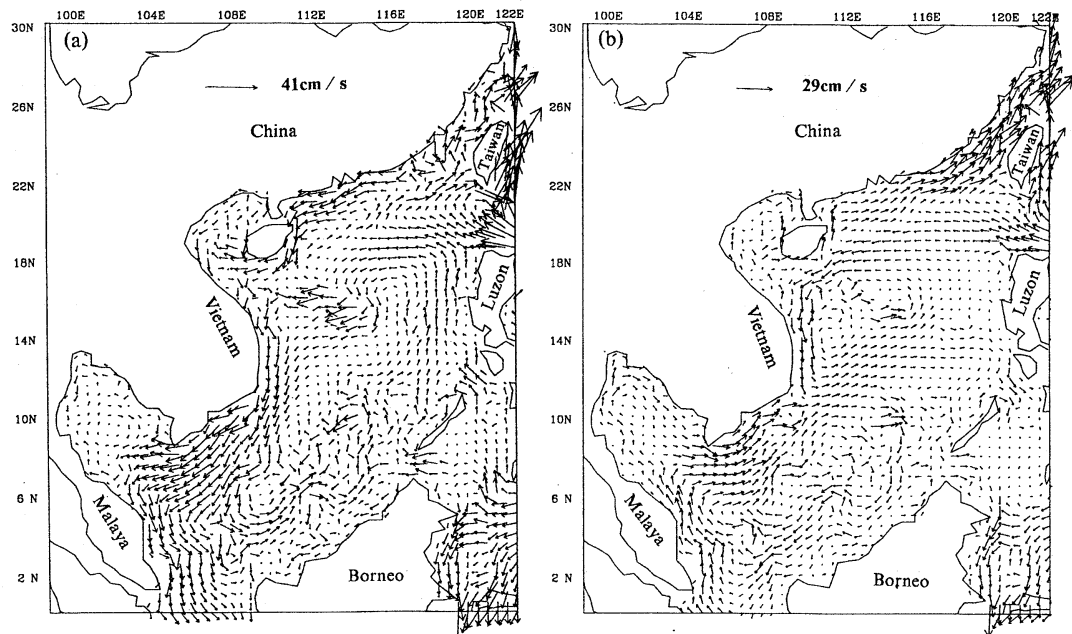 100E 104E 108E 112E 116E 120E 122E
30N
(a)
41cm / s
26N
China
Taiwan
22N
18N
Luzon
Vietnam
14N
10N
6 N
Malaya
2 N
Borneo
100E 104E 108E 112E 116E 120E 122E
30N
(b)
29cm / s
26N
China
Taiwan
22N
18N
Luzon
Vietnam
14N
10N
6 N
Malaya
2 N
Borneo